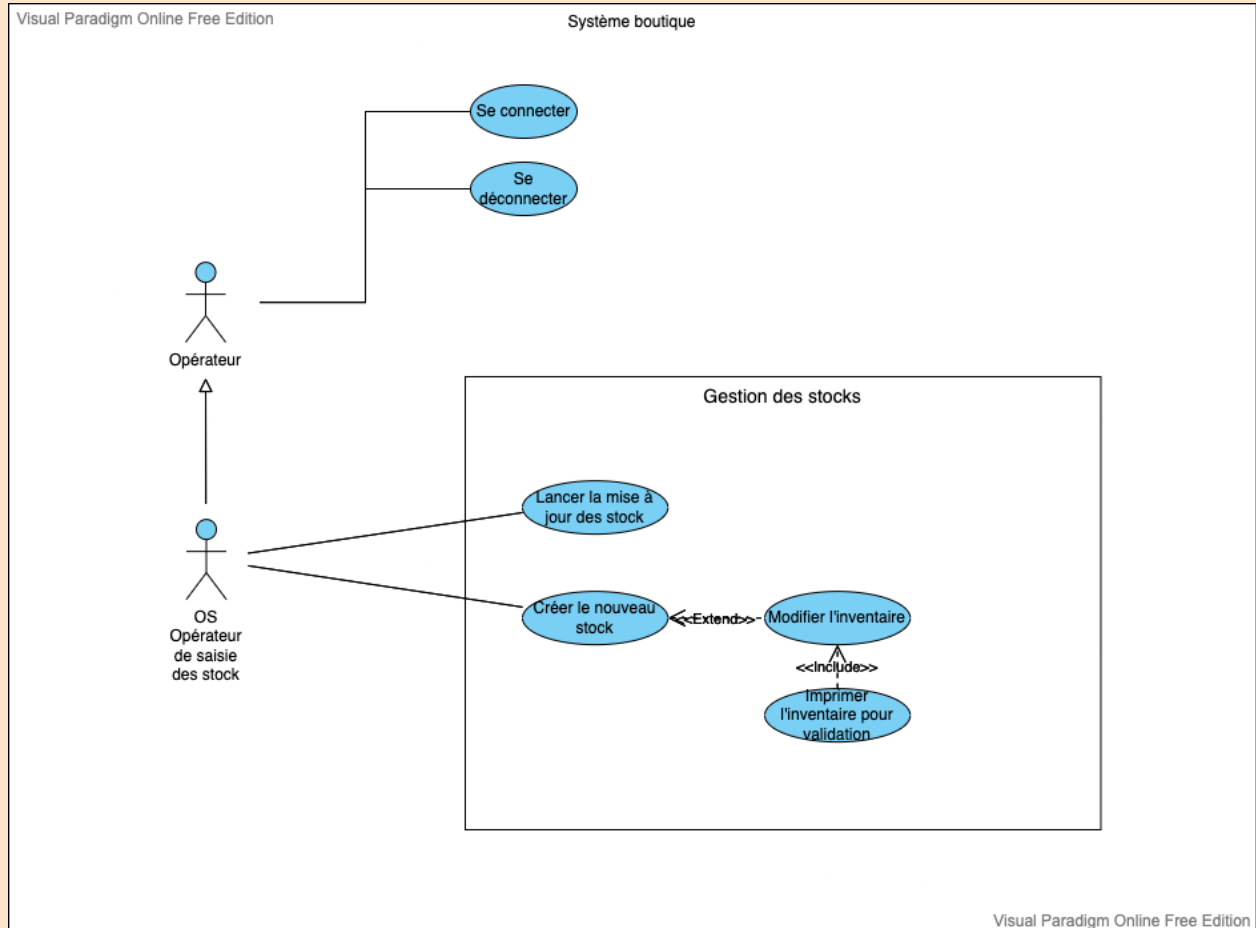 Visual Paradigm Online Free Edition
Système boutique
Se connecter
Se
déconnecter
Opérateur
Gestion des stocks
Lancer la mise à
jour des stock
OS
Opérateur
de saisie
des stock
Créer le nouveau
stock
<<Extend>>
Modifier l'inventaire
<<Include>>
Imprimer
l'inventaire pour
validation
Visual Paradigm Online Free Edition